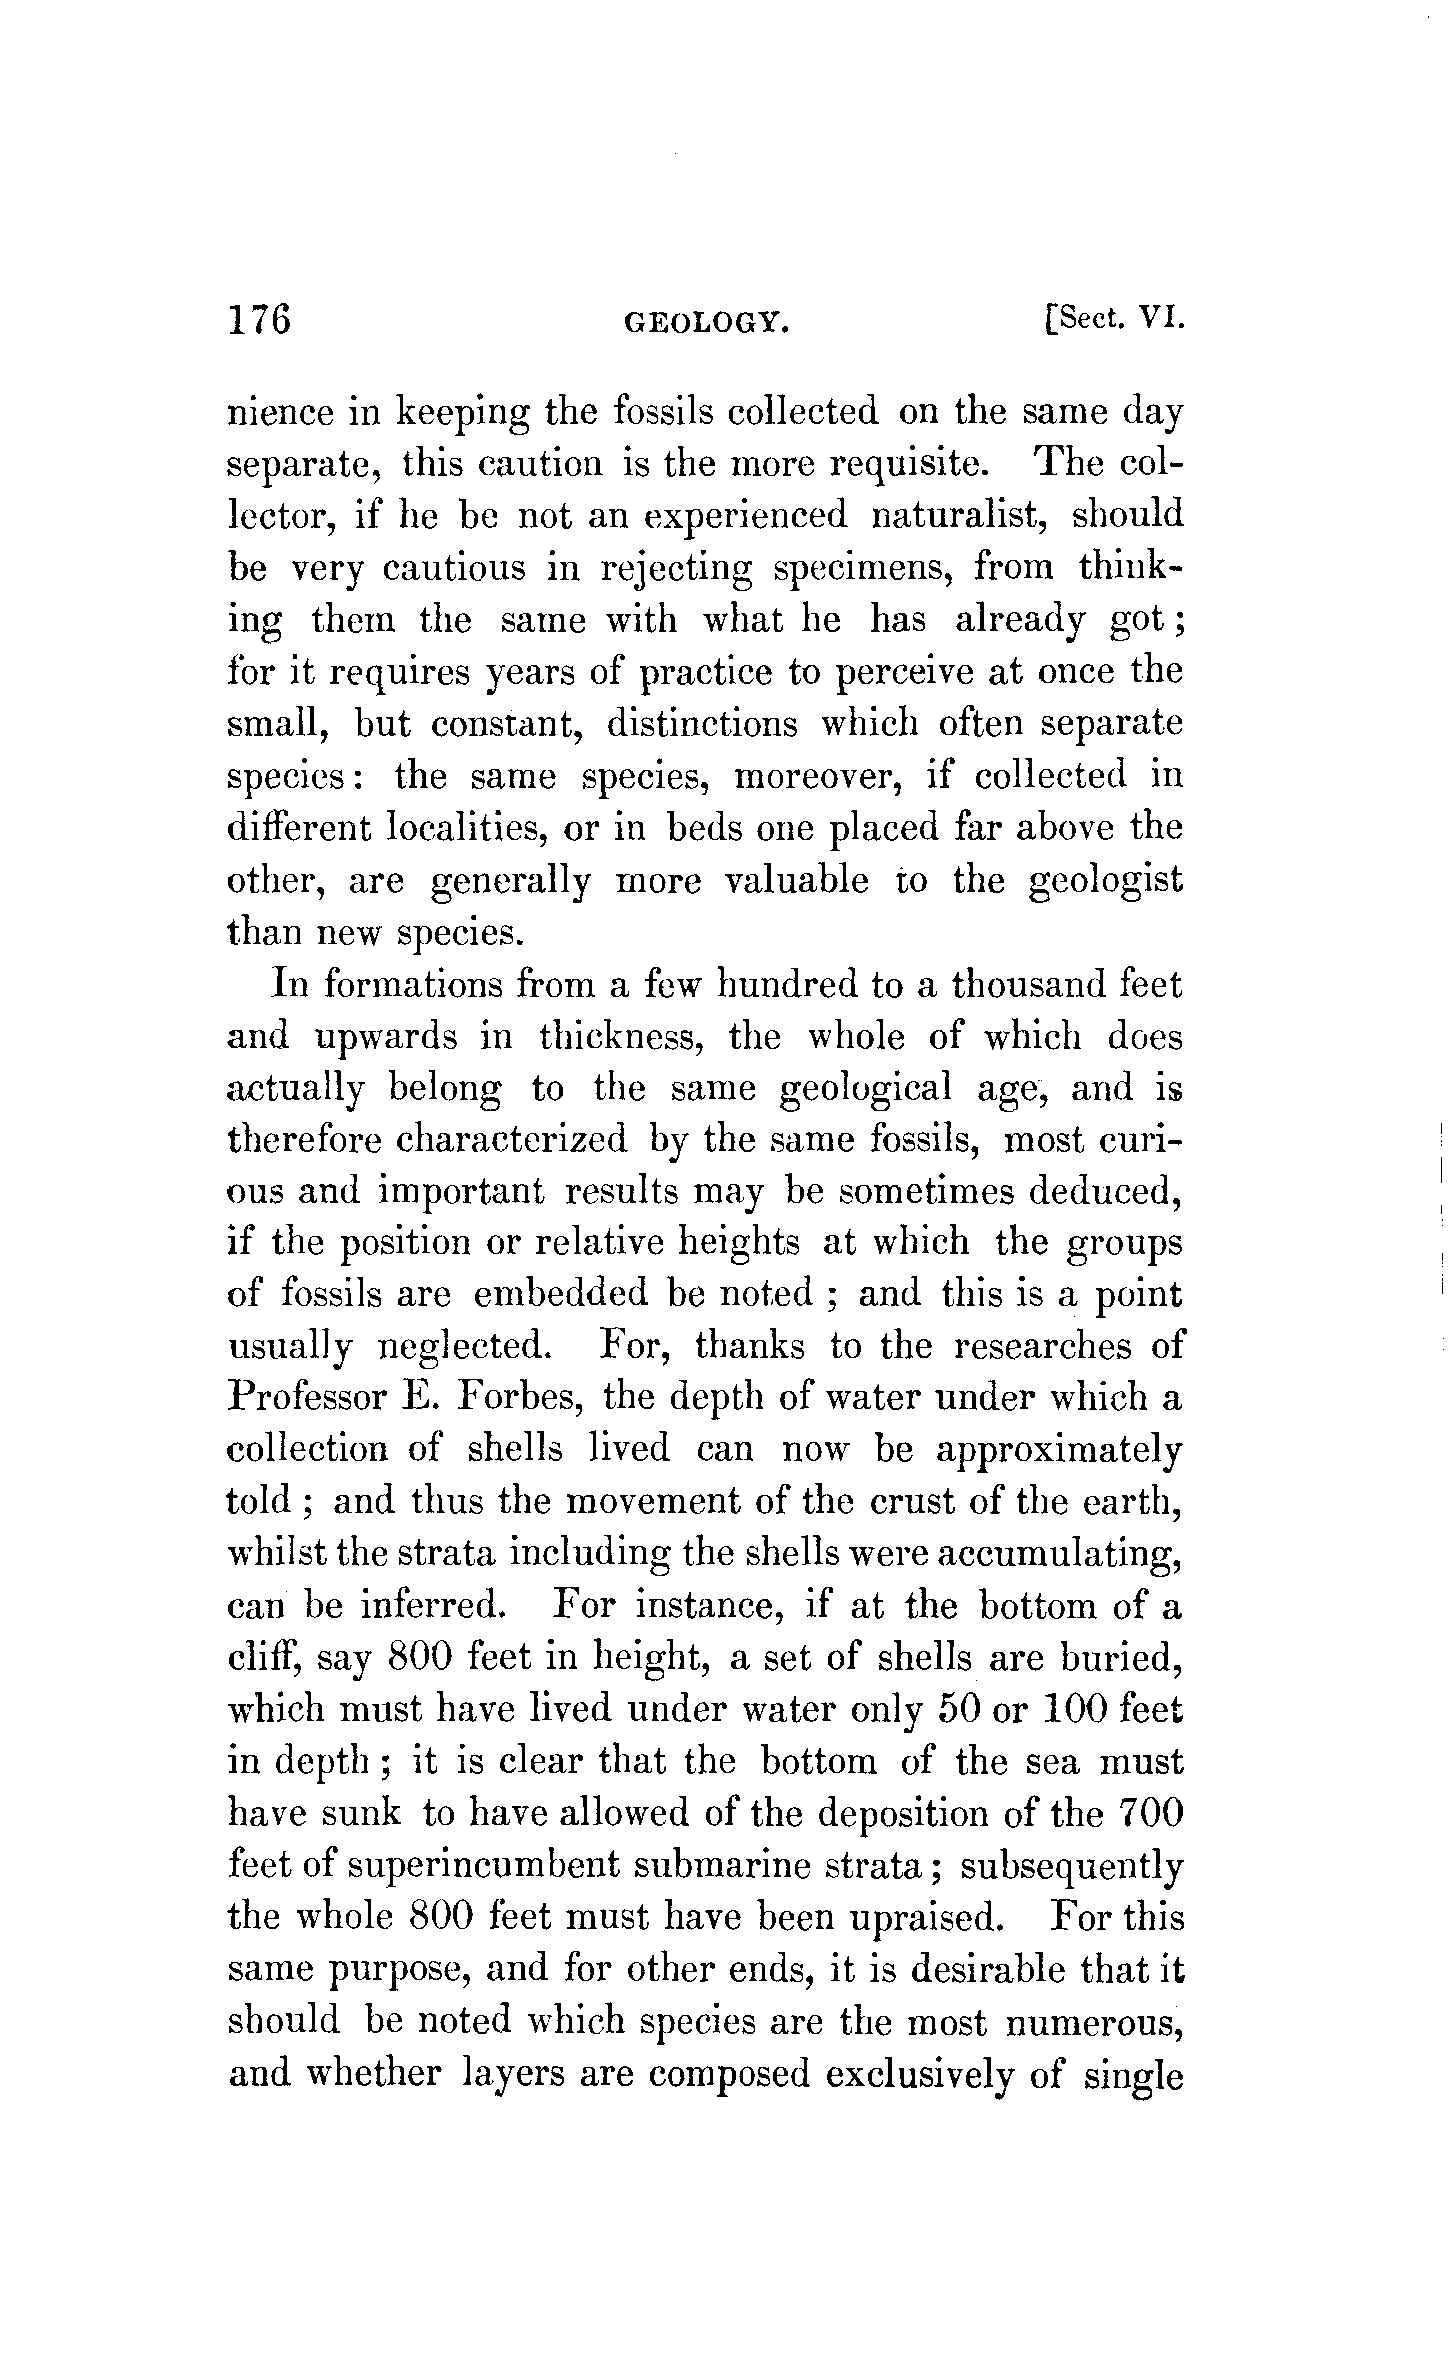 176 GEOLOGY. [Sect. VI.
nience in keeping the fossils collected on the same day
separate, this caution is the more requisite. The col-
lector, if he be not an experienced naturalist, should
be very cautious in rejecting specimens, from think-
ing them the same with what he has already got ;
for it requires years of practice to perceive at once the
small, but constant, distinctions which often separate
species : the same species, moreover, if collected in
different localities, or in beds one placed far above the
other, are generally more valuable to the geologist
than new species.
In formations from a few hundred to a thousand feet
and upwards in thickness, the whole of which does
actually belong to the same geological age, and is
therefore characterized by the same fossils, most curi-
ous and important results may be sometimes deduced,
if the position or relative heights at which the groups
of fossils are embedded be noted ; and this is a point
usually neglected. For, thanks to the researches of
Professor E. Forbes, the depth of water under which a
collection of shells lived can now be approximately
told ; and thus the movement of the crust of the earth,
whilst the strata including the shells were accumulating,
can be inferred. For instance, if at the bottom of a
cliff, say 800 feet in height, a set of shells are buried,
which must have lived under water only 50 or 100 feet
in depth ; it is clear that the bottom of the sea must
have sunk to have allowed of the deposition of the 700
feet of superincumbent submarine strata ; subsequently
the whole 800 feet must have been upraised. For this
same purpose, and for other ends, it is desirable that it
should be noted which species are the most numerous,
and whether layers are composed exclusively of single